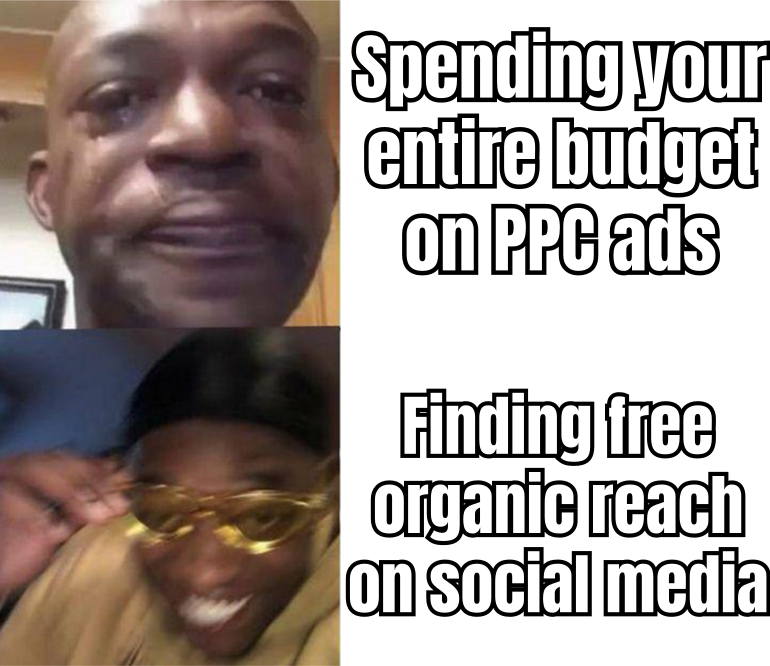 Spending your
entire budget
on PPC ads
Finding free
organic reach
on social media